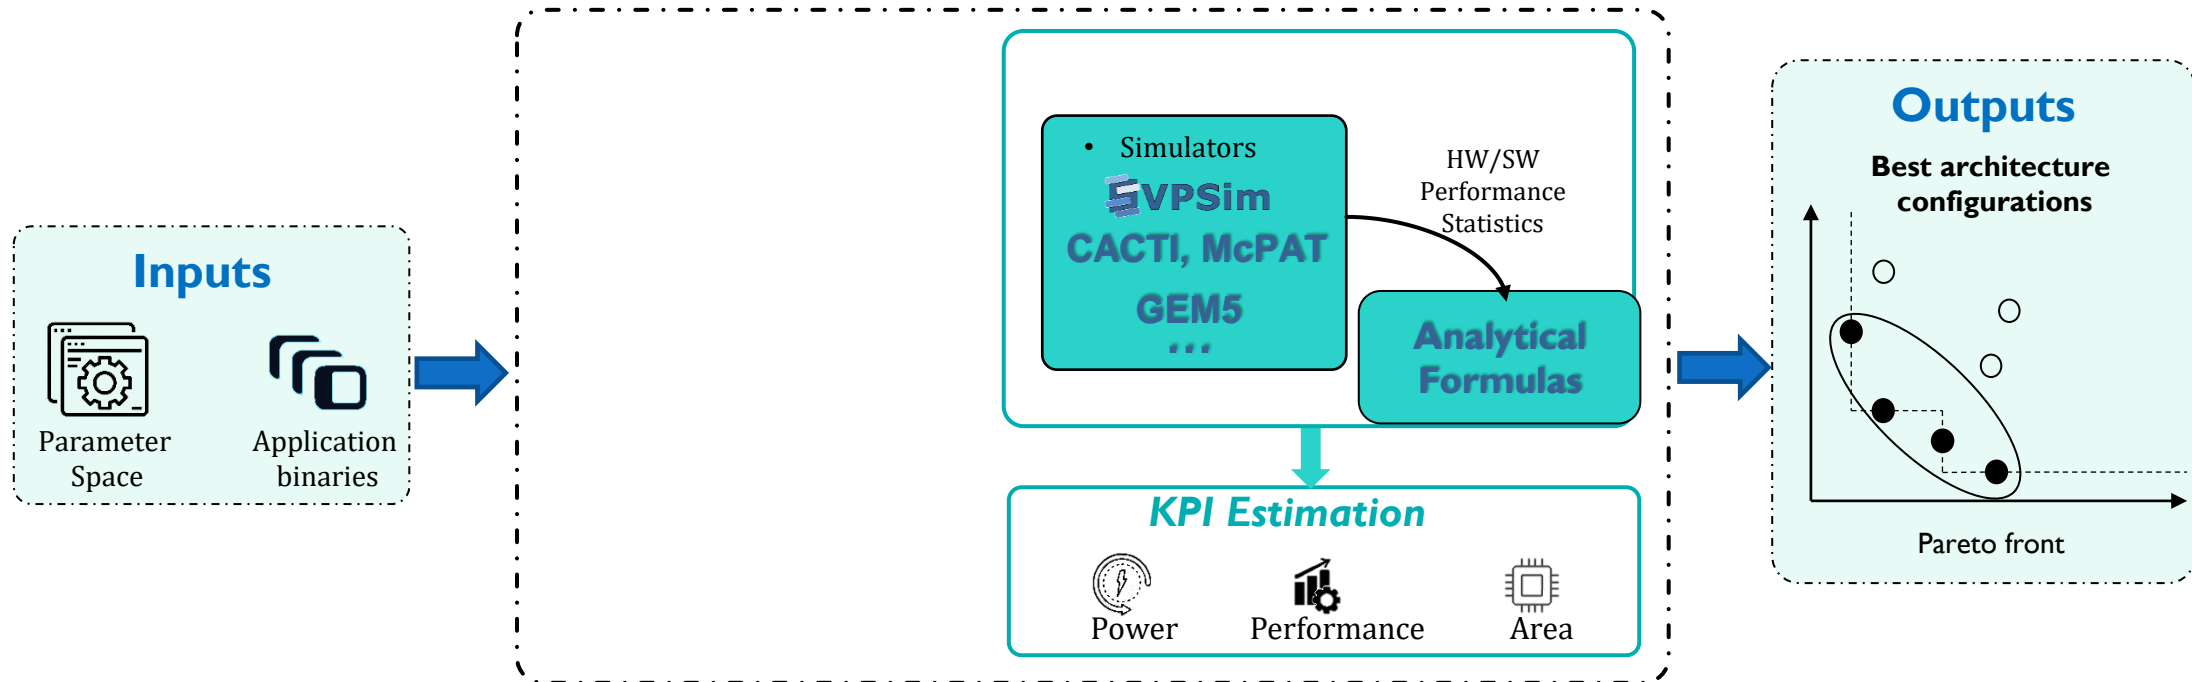 Inputs
Parameter
Space
Application
binaries
• Simulators
VPSim
CACTI, McPAT
GEM5
...
HW/SW
Performance
Statistics
Analytical
Formulas
KPI Estimation
Power
Performance
Area
Outputs
Best architecture
configurations
Pareto front